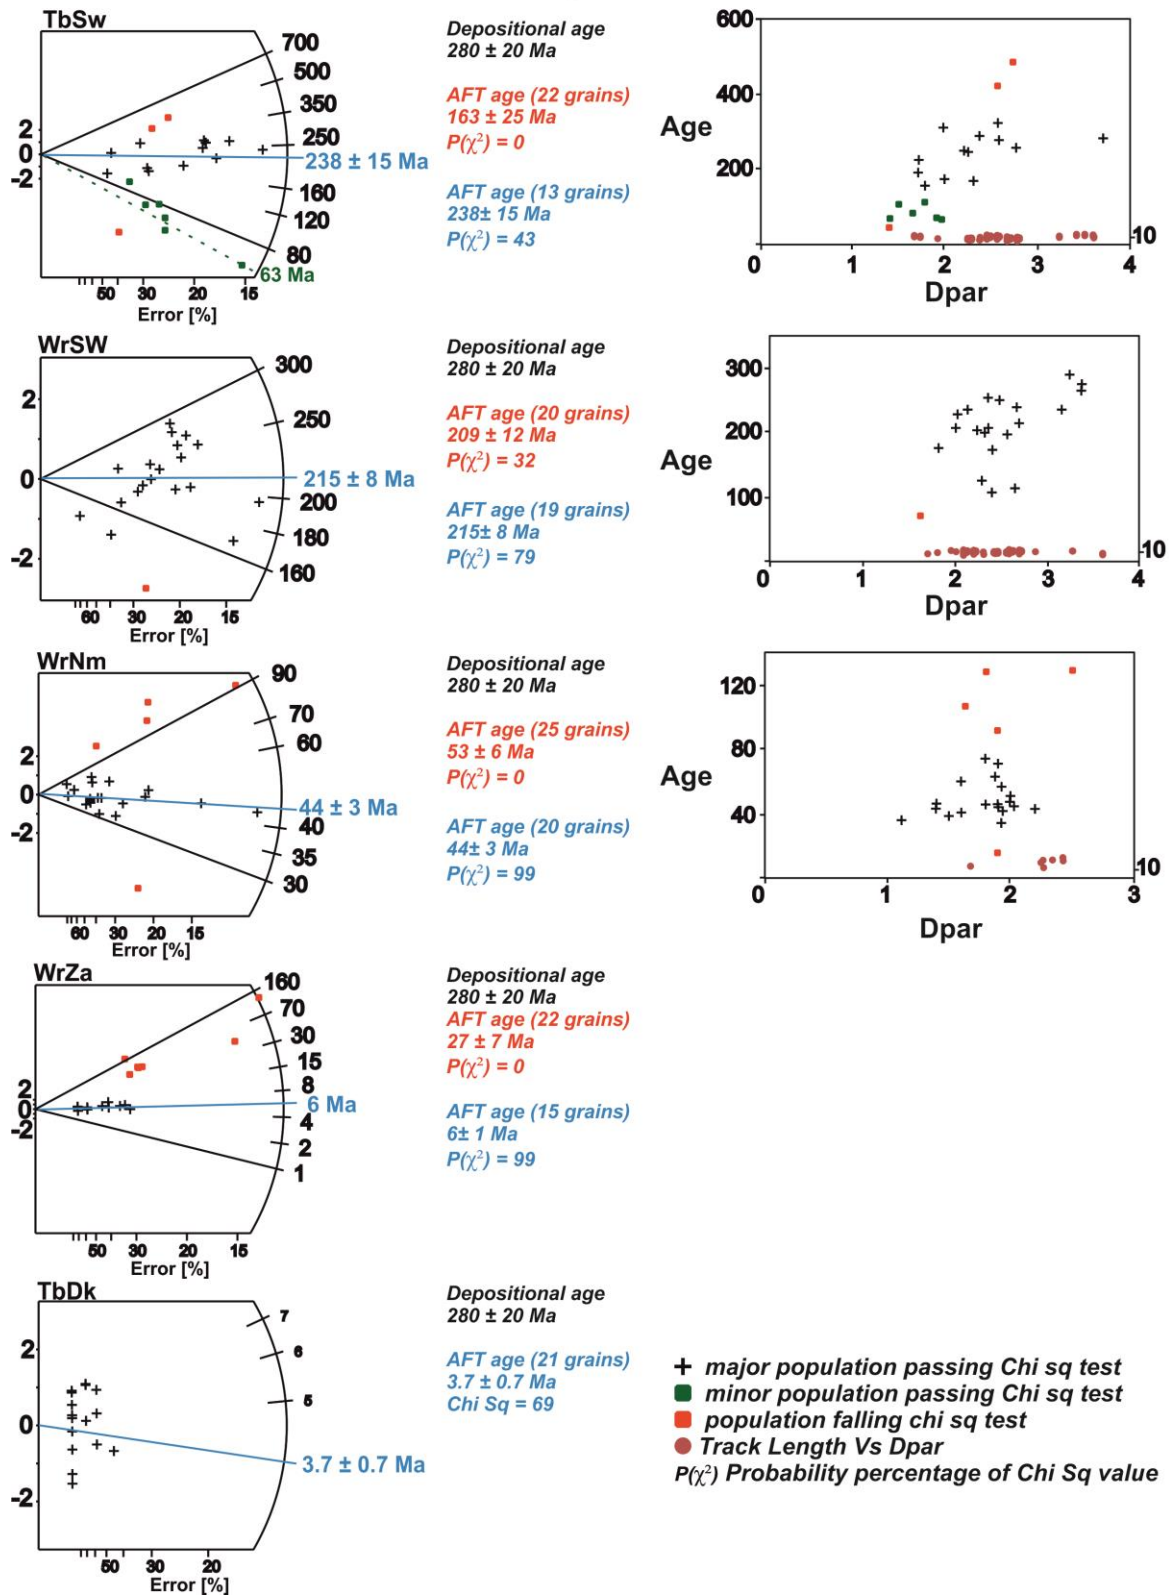 TbSw
700
500
350
250
238 ± 15 Ma
160
120
80
63 Ma
2
0
-2
50 30 20 15
Error [%]
Depositional age
280 ± 20 Ma
AFT age (22 grains)
163 ± 25 Ma
P(χ²) = 0
AFT age (13 grains)
238± 15 Ma
P(χ²) = 43
600
400
200
0
Age
10
1 2 3 4
Dpar
WrSW
300
250
215 ± 8 Ma
200
180
160
2
0
-2
60 30 20 15
Error [%]
Depositional age
280 ± 20 Ma
AFT age (20 grains)
209 ± 12 Ma
P(χ²) = 32
AFT age (19 grains)
215± 8 Ma
P(χ²) = 79
300
200
100
Age
10
0 1 2 3 4
Dpar
WrNm
90
70
60
44 ± 3 Ma
40
35
30
2
0
-2
60 30 20 15
Error [%]
Depositional age
280 ± 20 Ma
AFT age (25 grains)
53 ± 6 Ma
P(χ²) = 0
AFT age (20 grains)
44± 3 Ma
P(χ²) = 99
120
80
40
Age
10
0 1 2 3
Dpar
WrZa
160
70
30
15
8
6 Ma
4
2
1
2
0
-2
50 30 20 15
Error [%]
Depositional age
280 ± 20 Ma
AFT age (22 grains)
27 ± 7 Ma
P(χ²) = 0
AFT age (15 grains)
6± 1 Ma
P(χ²) = 99
TbDk
7
6
5
3.7 ± 0.7 Ma
2
0
-2
50 30 20
Error [%]
Depositional age
280 ± 20 Ma
AFT age (21 grains)
3.7 ± 0.7 Ma
Chi Sq = 69
major population passing Chi sq test
minor population passing Chi sq test
population falling chi sq test
Track Length Vs Dpar
P(χ²) Probability percentage of Chi Sq value